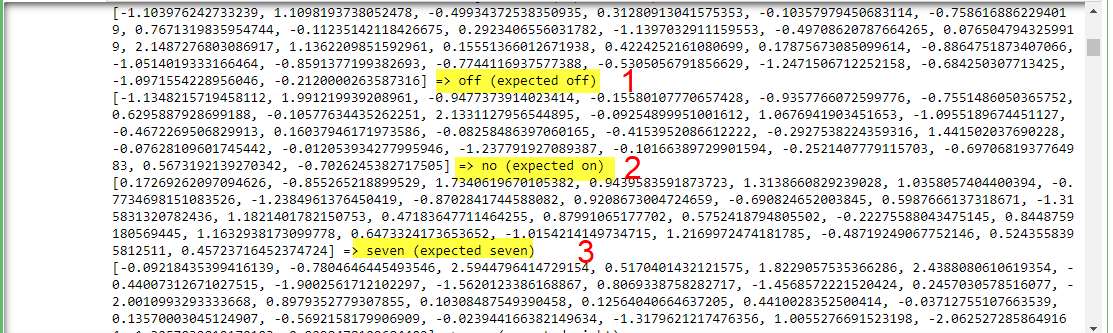 [-1.103976242733239, 1.1098193738052478, -0.49934372538350935, 0.31280913041575353, -0.10357979450683114, -0.758616886229401
9, 0.7671319835954744, -0.11235142118426675, 0.2923406556031782, -1.1397032911159553, -0.49708620787664265, 0.076504794325991
9, 2.1487276803086917, 1.1362209851592961, 0.15551366012671938, 0.4224252161080699, 0.17875673085099614, -0.8864751873407066,
-1.0514019333166464, -0.8591377199382693, -0.7744116937577388, -0.5305056791856629, -1.2471506712252158, -0.684250307713425,
-1.0971554228956046, -0.2120000263587316] => off (expected off) 1
[-1.1348215719458112, 1.991219939208961, -0.9477373914023414, -0.15580107770657428, -0.9357766072599776, -0.7551486050365752,
0.6295887928699188, -0.10577634435262251, 2.1331127956544895, -0.09254899951001612, 1.0676941903451653, -1.0955189674451127,
-0.4672269506829913, 0.16037946171973586, -0.08258486397060165, -0.4153952086612222, -0.2927538224359316, 1.441502037690228,
-0.07628109601745442, -0.012053934277995946, -1.237791927089387, -0.10166389729901594, -0.2521407779115703, -0.69706819377649
83, 0.5673192139270342, -0.7026245382717505] => no (expected on) 2
[0.17269262097094626, -0.855265218899529, 1.7340619670105382, 0.9439583591873723, 1.3138660829239028, 1.0358057404400394, -0.
7734698151083526, -1.2384961376450419, -0.8702841744588082, 0.9208673004724659, -0.690824652003845, 0.5987666137318671, -1.31
5831320782436, 1.1821401782150753, 0.47183647711464255, 0.87991065177702, 0.5752418794805502, -0.22275588043475145, 0.8448759
180569445, 1.1632938173099778, 0.6473324173653652, -1.0154214149734715, 1.2169972474181785, -0.48719249067752146, 0.524355839
5812511, 0.45723716452374724] => seven (expected seven) 3
[-0.09218435399416139, -0.7804646445493546, 2.5944796414729154, 0.5170401432121575, 1.8229057535366286, 2.4388080610619354, -
0.44007312671027515, -1.9002561712102297, -1.5620123386168867, 0.8069338758282717, -1.4568572221520424, 0.2457030578516077, -
2.0010993293333668, 0.8979352779307855, 0.10308487549390458, 0.12564040664637205, 0.4410028352500414, -0.03712755107663539,
0.13570003045124907, -0.5692158179906909, -0.023944166382149634, -1.3179621217476376, 1.0055276691523198, -2.062527285864916